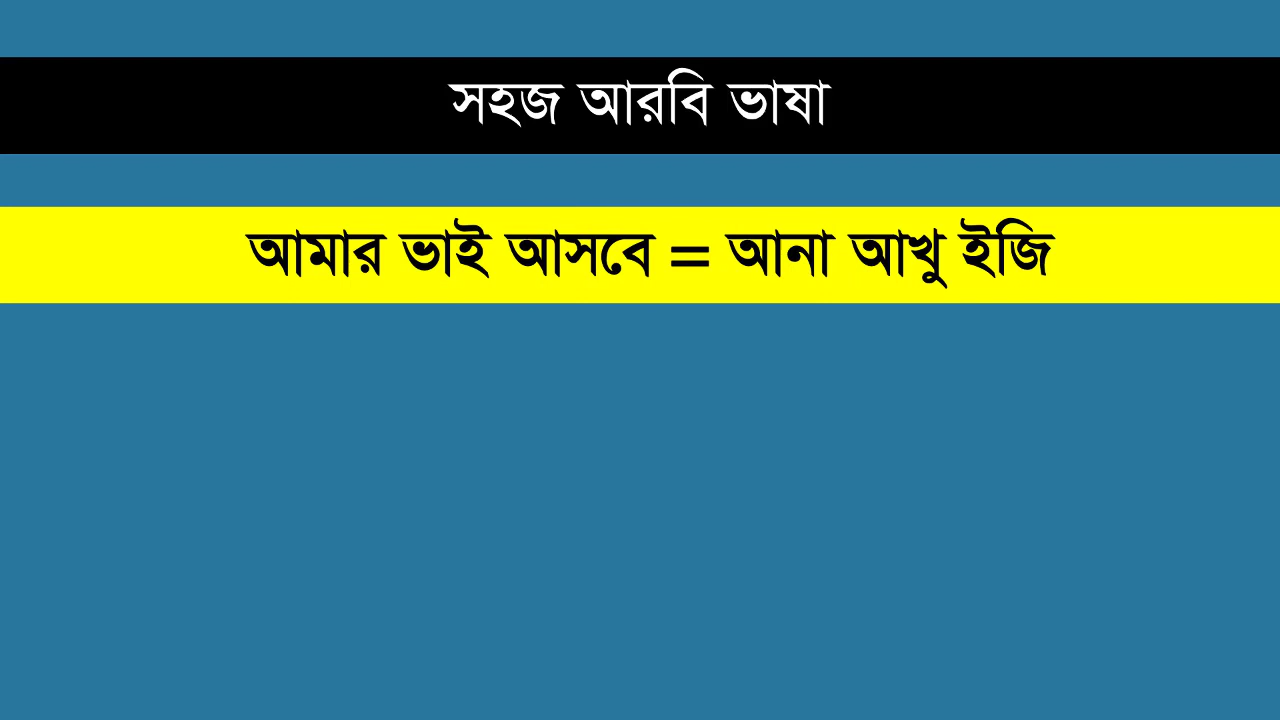 সহজ আরবি ভাষা
আমার ভাই আসবে = আনা আখু ইজি